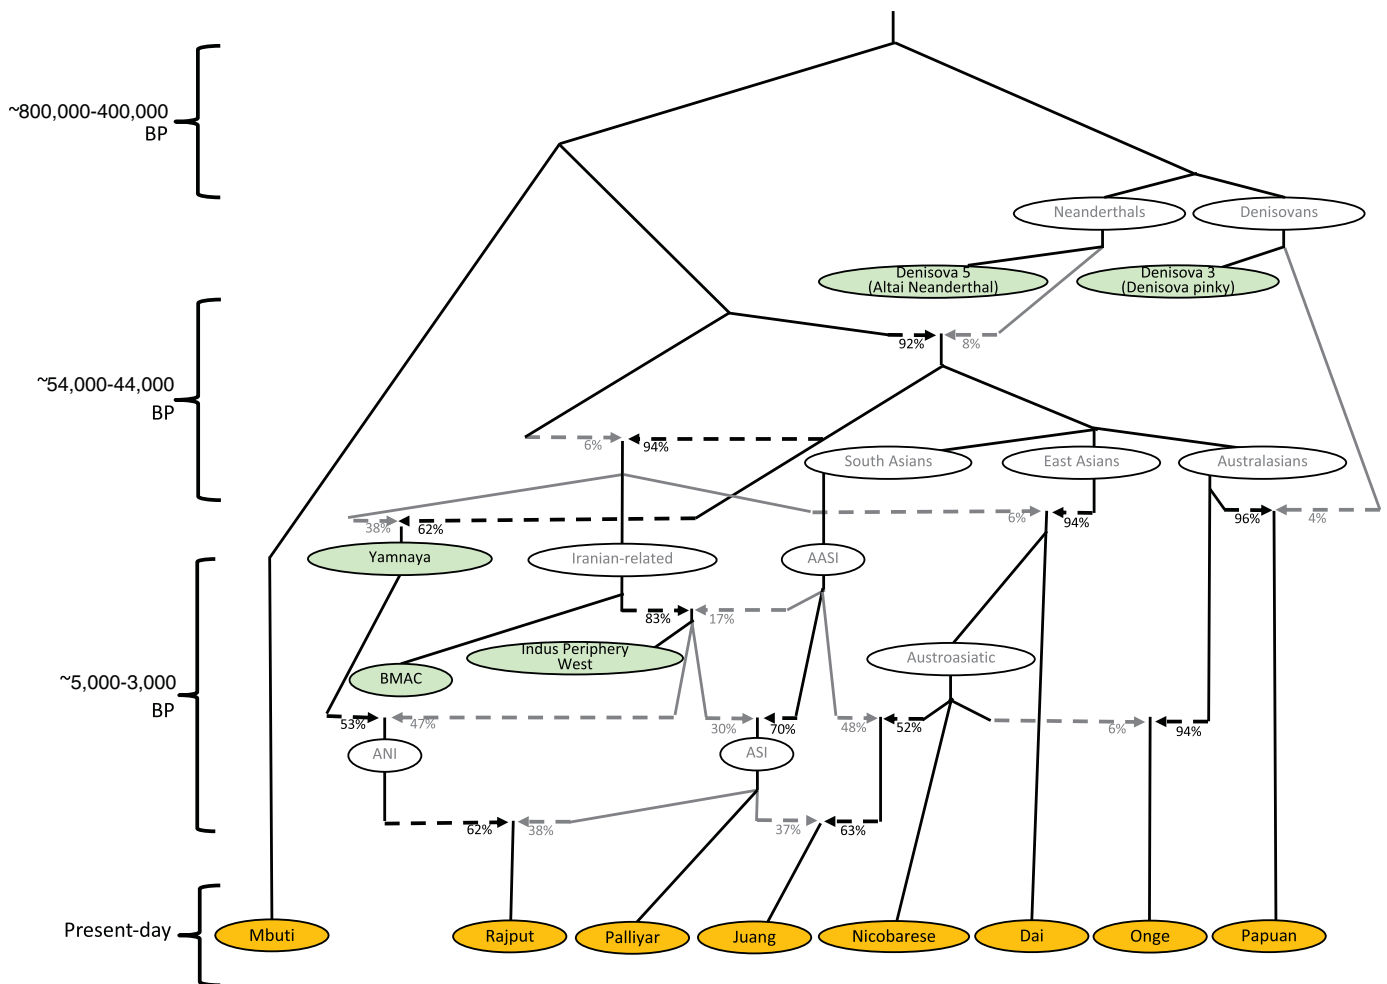 ~800,000-400,000
BP
Neanderthals
Denisovans
Denisova 5
(Altai Neanderthal)
Denisova 3
(Denisova pinky)
92%
8%
~54,000-44,000
BP
6%
94%
South Asians
East Asians
Australasians
38%
62%
6%
94%
96%
4%
Yamnaya
Iranian-related
AASI
83%
17%
Indus Periphery
West
Austroasiatic
BMAC
~5,000-3,000
BP
53%
47%
30%
70%
48%
52%
6%
94%
ANI
ASI
62%
38%
37%
63%
Present-day
Mbuti
Rajput
Palliyar
Juang
Nicobarese
Dai
Onge
Papuan